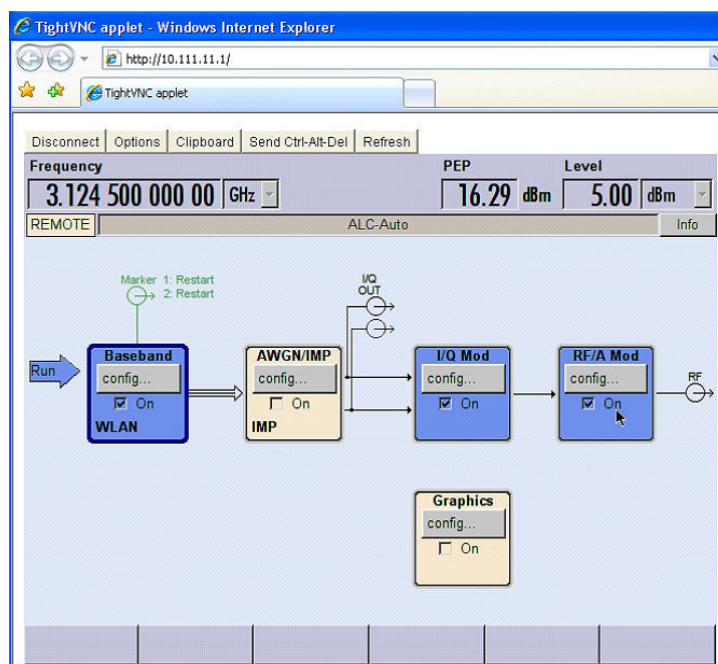 TightVNC applet - Windows Internet Explorer
http://10.111.11.1/
TightVNC applet
Disconnect Options Clipboard Send Ctrl-Alt-Del Refresh
Frequency PEP Level
3.124 500 000 00 GHz 16.29 dBm 5.00 dBm
REMOTE ALC-Auto Info
Marker 1: Restart
2: Restart
I/Q
OUT
Run
Baseband
config...
On
WLAN
AWGN/IMP
config...
On
IMP
I/Q Mod
config...
On
RF/A Mod
config...
On
RF
Graphics
config...
On